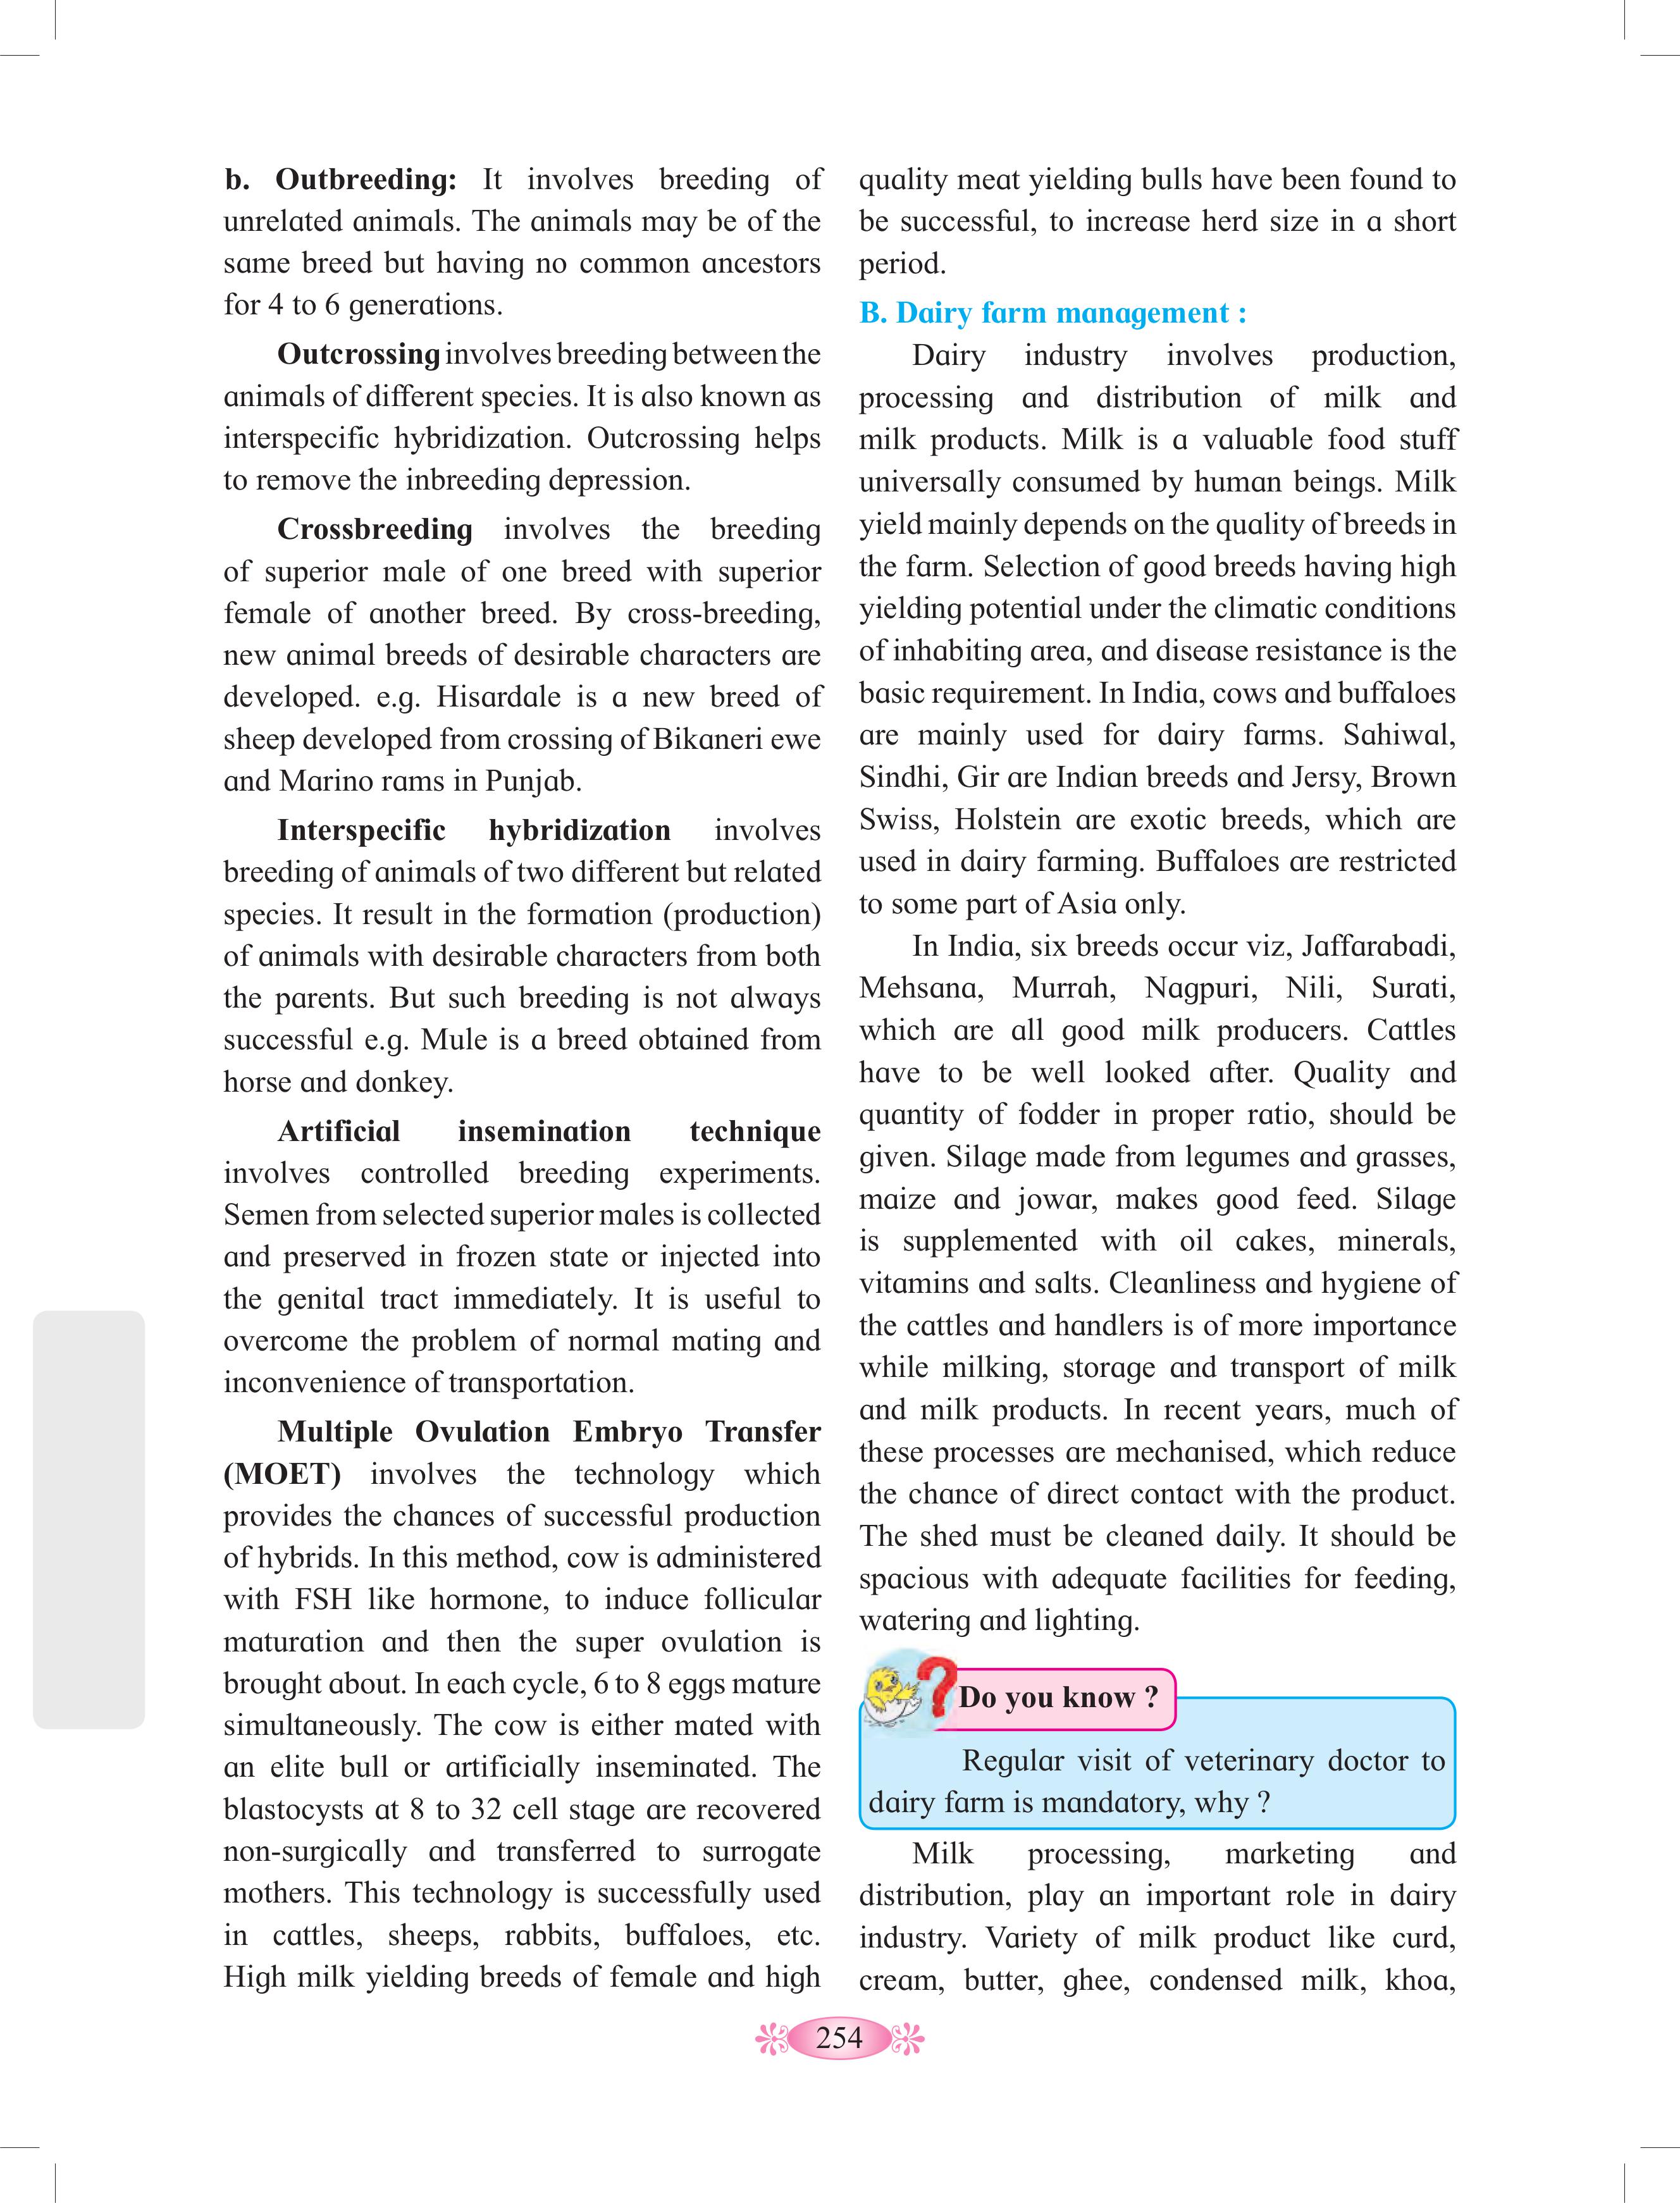 b. Outbreeding: It involves breeding of
unrelated animals. The animals may be of the
same breed but having no common ancestors
for 4 to 6 generations.
Outcrossing involves breeding between the
animals of different species. It is also known as
interspecific hybridization. Outcrossing helps
to remove the inbreeding depression.
Crossbreeding involves the breeding
of superior male of one breed with superior
female of another breed. By cross-breeding,
new animal breeds of desirable characters are
developed. e.g. Hisardale is a new breed of
sheep developed from crossing of Bikaneri ewe
and Marino rams in Punjab.
Interspecific hybridization involves
breeding of animals of two different but related
species. It result in the formation (production)
of animals with desirable characters from both
the parents. But such breeding is not always
successful e.g. Mule is a breed obtained from
horse and donkey.
Artificial insemination technique
involves controlled breeding experiments.
Semen from selected superior males is collected
and preserved in frozen state or injected into
the genital tract immediately. It is useful to
overcome the problem of normal mating and
inconvenience of transportation.
Multiple Ovulation Embryo Transfer
(MOET) involves the technology which
provides the chances of successful production
of hybrids. In this method, cow is administered
with FSH like hormone, to induce follicular
maturation and then the super ovulation is
brought about. In each cycle, 6 to 8 eggs mature
simultaneously. The cow is either mated with
an elite bull or artificially inseminated. The
blastocysts at 8 to 32 cell stage are recovered
non-surgically and transferred to surrogate
mothers. This technology is successfully used
in cattles, sheeps, rabbits, buffaloes, etc.
High milk yielding breeds of female and high
quality meat yielding bulls have been found to
be successful, to increase herd size in a short
period.
B. Dairy farm management :
Dairy industry involves production,
processing and distribution of milk and
milk products. Milk is a valuable food stuff
universally consumed by human beings. Milk
yield mainly depends on the quality of breeds in
the farm. Selection of good breeds having high
yielding potential under the climatic conditions
of inhabiting area, and disease resistance is the
basic requirement. In India, cows and buffaloes
are mainly used for dairy farms. Sahiwal,
Sindhi, Gir are Indian breeds and Jersy, Brown
Swiss, Holstein are exotic breeds, which are
used in dairy farming. Buffaloes are restricted
to some part of Asia only.
In India, six breeds occur viz, Jaffarabadi,
Mehsana, Murrah, Nagpuri, Nili, Surati,
which are all good milk producers. Cattles
have to be well looked after. Quality and
quantity of fodder in proper ratio, should be
given. Silage made from legumes and grasses,
maize and jowar, makes good feed. Silage
is supplemented with oil cakes, minerals,
vitamins and salts. Cleanliness and hygiene of
the cattles and handlers is of more importance
while milking, storage and transport of milk
and milk products. In recent years, much of
these processes are mechanised, which reduce
the chance of direct contact with the product.
The shed must be cleaned daily. It should be
spacious with adequate facilities for feeding,
watering and lighting.
?
Do you know ?
Regular visit of veterinary doctor to
dairy farm is mandatory, why ?
Milk processing, marketing and
distribution, play an important role in dairy
industry. Variety of milk product like curd,
cream, butter, ghee, condensed milk, khoa,
254